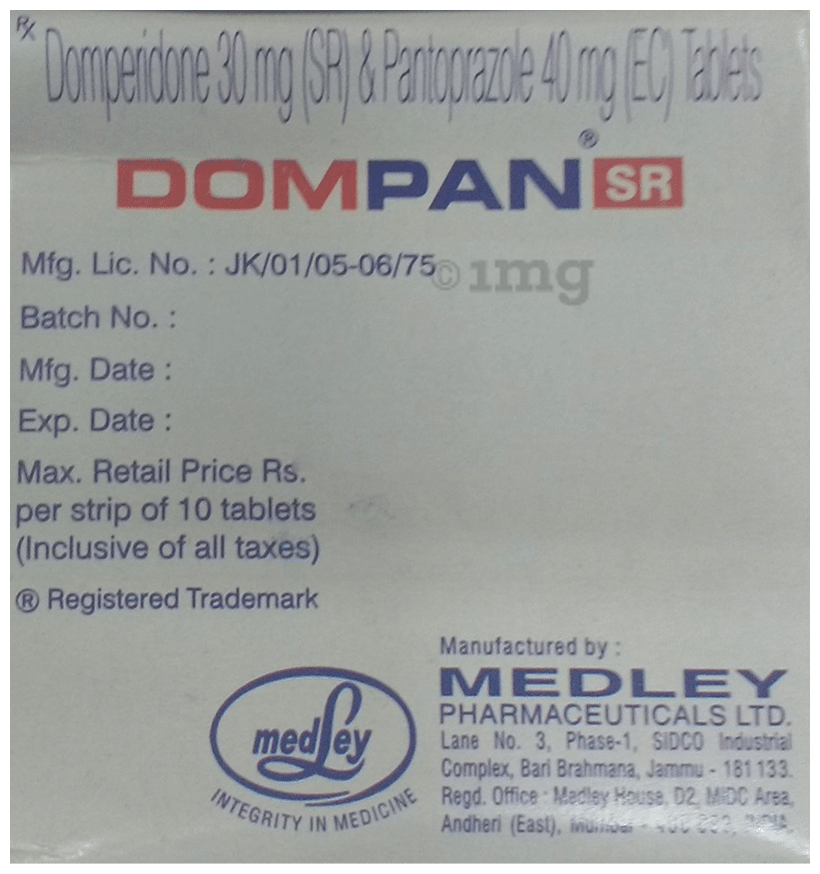 Rx
Domperidone 30 mg (SR) & Pantoprazole 40 mg (EC) Tablets
DOMPAN® SR
Mfg. Lic. No. : JK/01/05-06/75
© 1mg
Batch No. :
Mfg. Date :
Exp. Date :
Max. Retail Price Rs.
per strip of 10 tablets
(Inclusive of all taxes)
® Registered Trademark
medley
INTEGRITY IN MEDICINE
Manufactured by :
MEDLEY
PHARMACEUTICALS LTD.
Lane No. 3, Phase-1, SIDCO Industrial
Complex, Bari Brahmana, Jammu - 181 133.
Regd. Office : Medley House, D2, MIDC Area,
Andheri (East), Mumbai - INDIA.